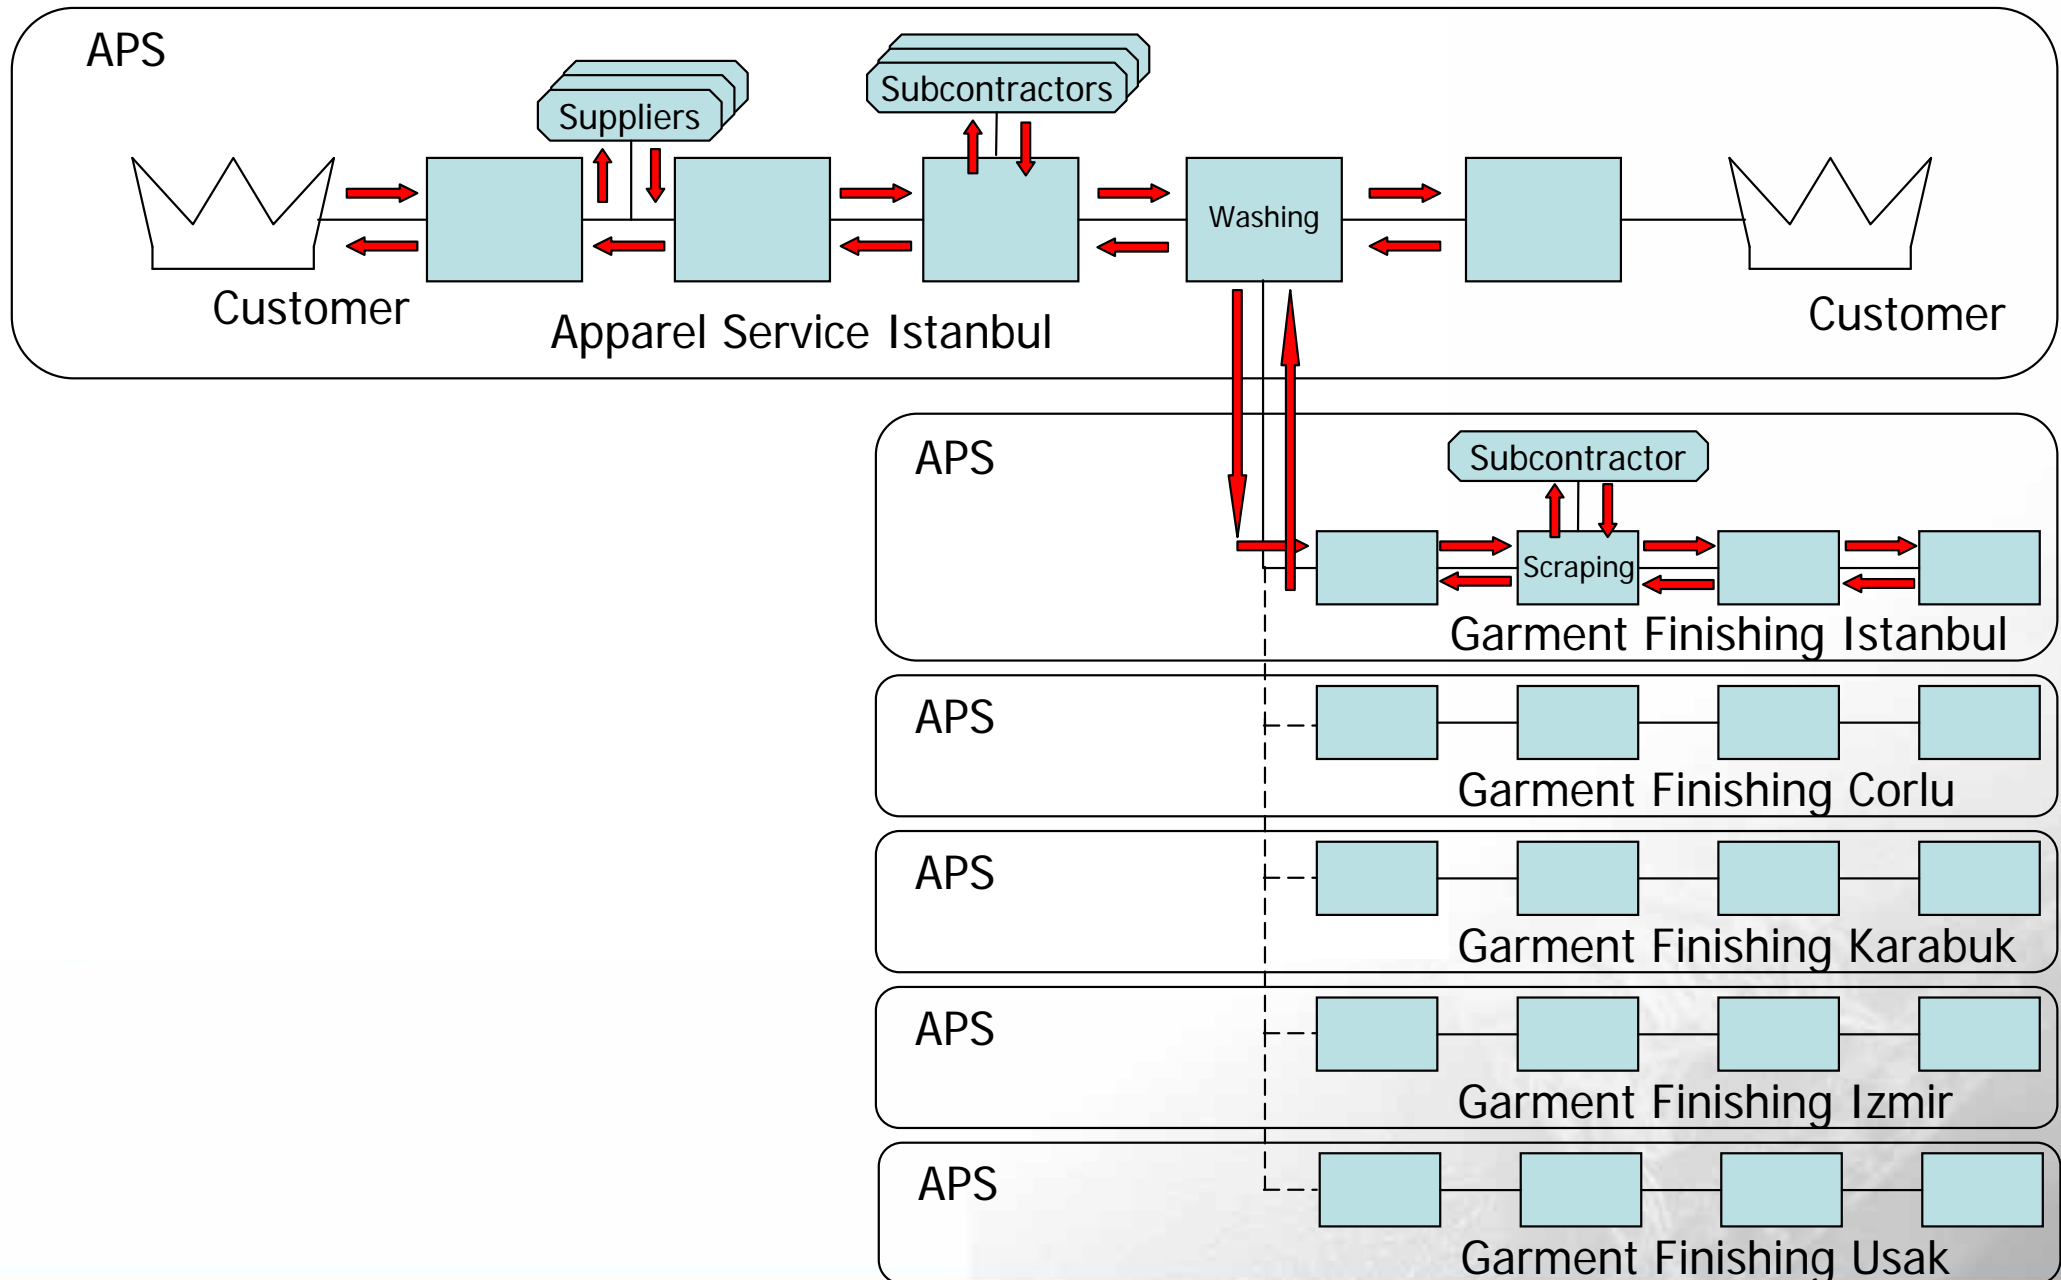 APS
Suppliers
Subcontractors
Washing
Customer
Apparel Service Istanbul
Customer
APS
Subcontractor
Scraping
Garment Finishing Istanbul
APS
Garment Finishing Corlu
APS
Garment Finishing Karabuk
APS
Garment Finishing Izmir
APS
Garment Finishing Usak